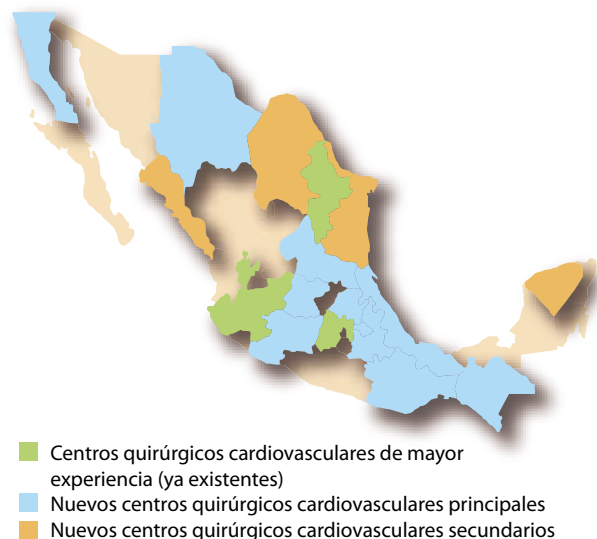 Centros quirúrgicos cardiovasculares de mayor
experiencia (ya existentes)
Nuevos centros quirúrgicos cardiovasculares principales
Nuevos centros quirúrgicos cardiovasculares secundarios